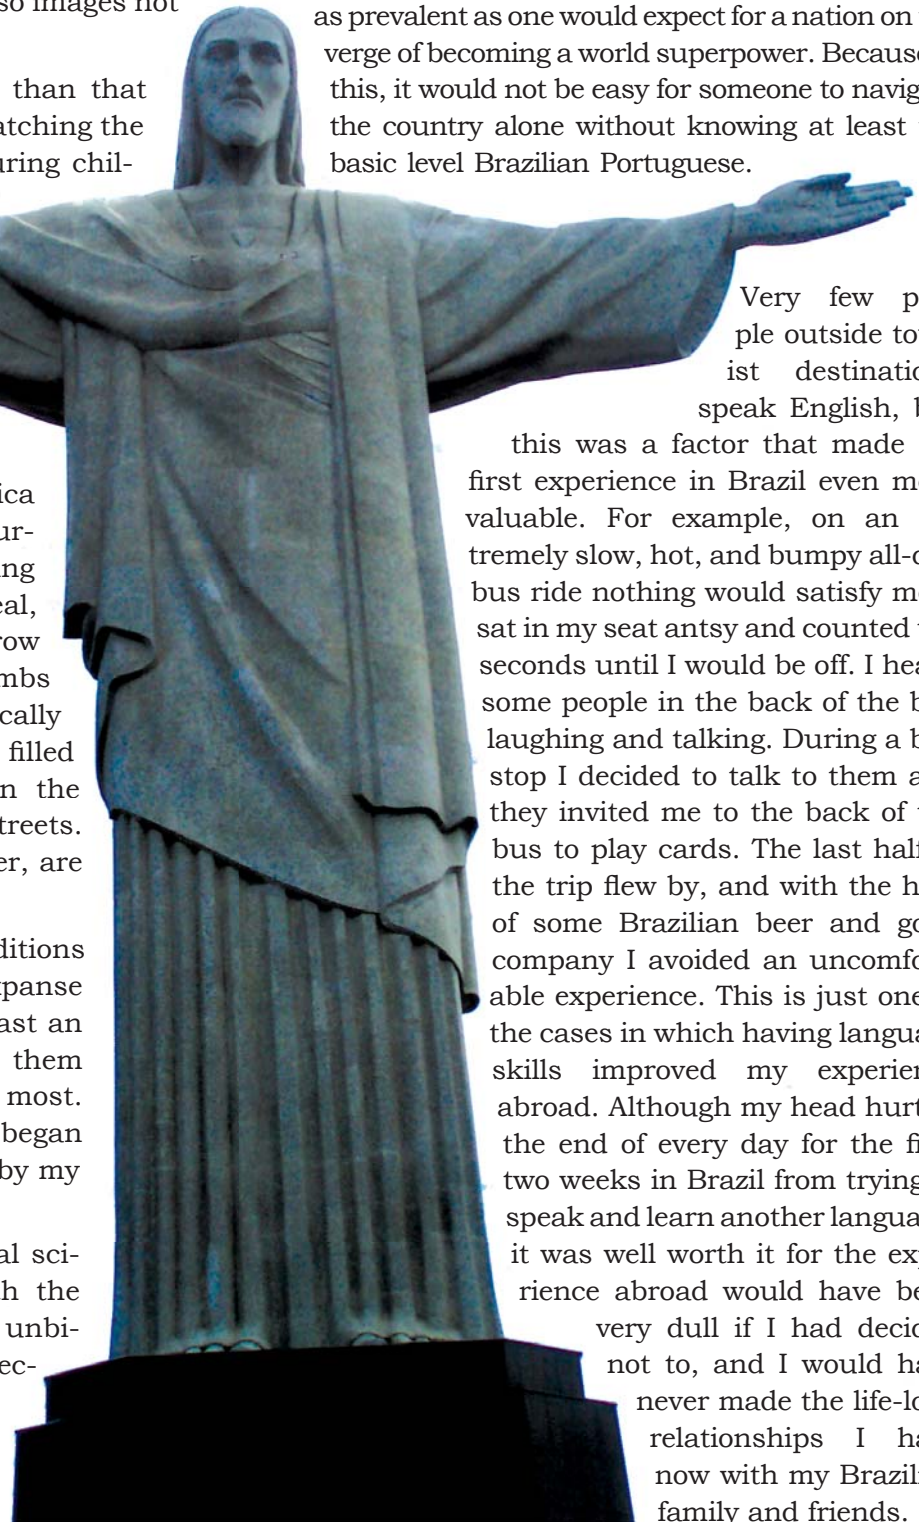 so images not
than that
atching the
uring chil-
ica
ur-
ng
eal,
row
mbs
cally
filled
n the
treets.
er, are
ditions
xpanse
ast an
them
most.
began
by my
al sci-
h the
unbi-
ec-
as prevalent as one would expect for a nation on
verge of becoming a world superpower. Because
this, it would not be easy for someone to navig
the country alone without knowing at least
basic level Brazilian Portuguese.
Very few p
ple outside to
ist destinatio
speak English, b
this was a factor that made
first experience in Brazil even mo
valuable. For example, on an
tremely slow, hot, and bumpy all-d
bus ride nothing would satisfy me
sat in my seat antsy and counted t
seconds until I would be off. I hea
some people in the back of the b
laughing and talking. During a b
stop I decided to talk to them a
they invited me to the back of t
bus to play cards. The last half
the trip flew by, and with the h
of some Brazilian beer and go
company I avoided an uncomfo
able experience. This is just one
the cases in which having langua
skills improved my experien
abroad. Although my head hurt
the end of every day for the fi
two weeks in Brazil from trying
speak and learn another langua
it was well worth it for the exp
rience abroad would have be
very dull if I had decid
not to, and I would ha
never made the life-lo
relationships I ha
now with my Brazili
family and friends.